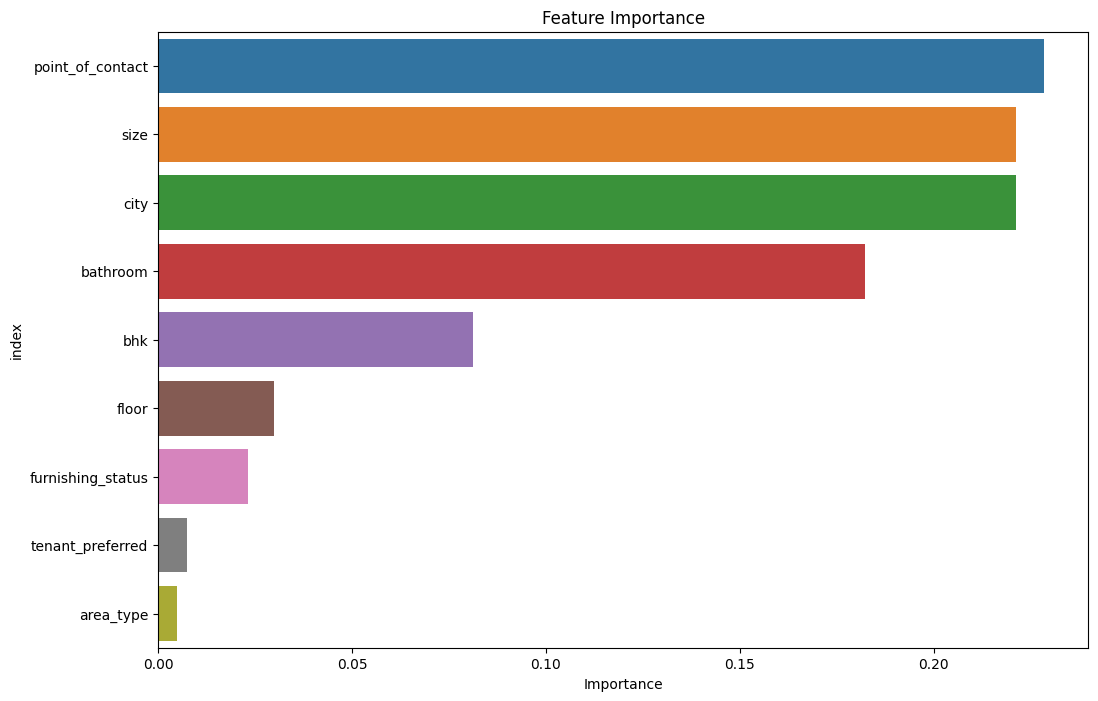 Feature Importance
point_of_contact
size
city
bathroom
bhk
floor
furnishing_status
tenant_preferred
area_type
index
0.00 0.05 0.10 0.15 0.20
Importance